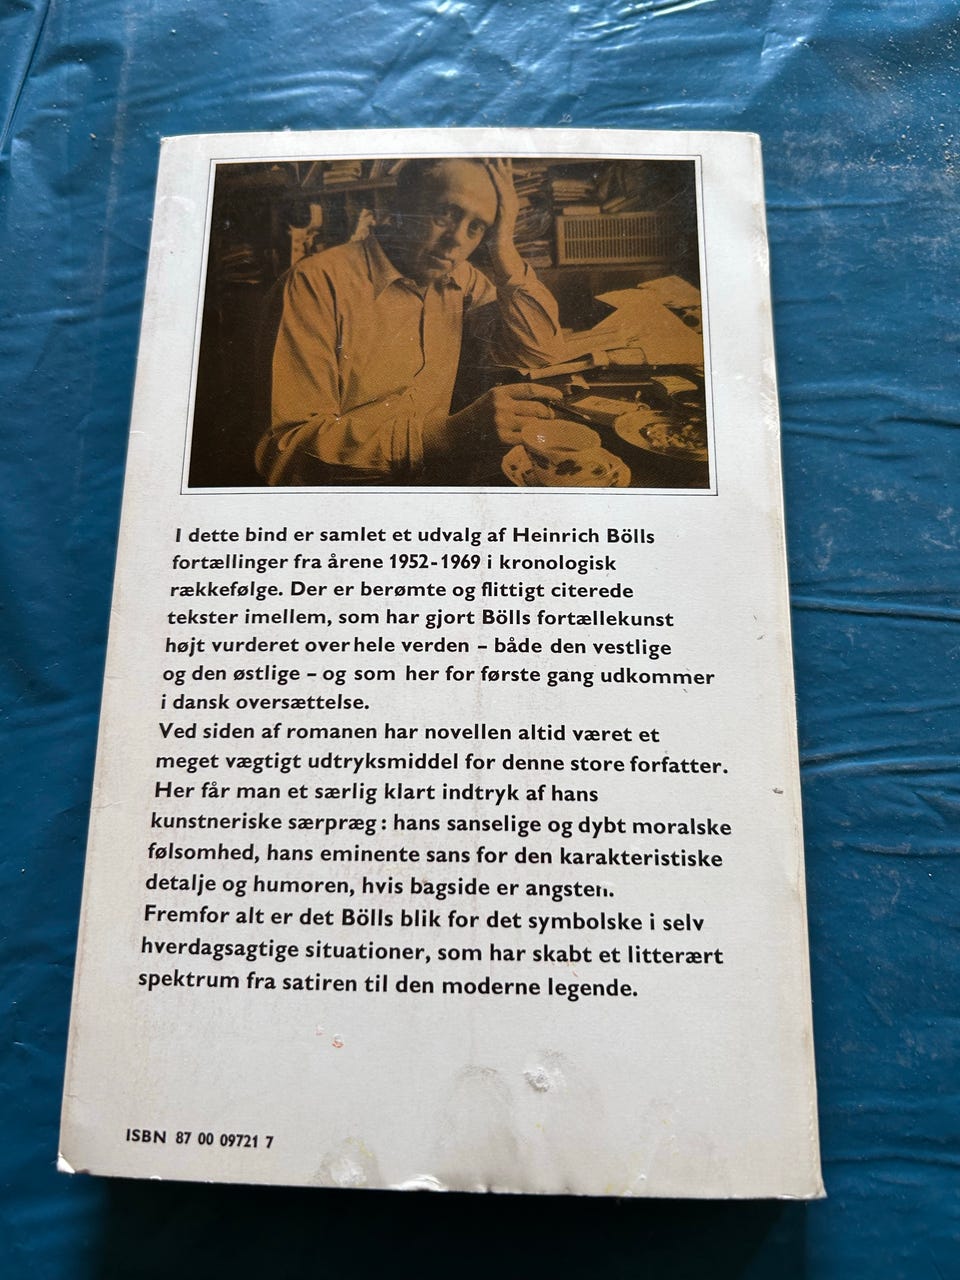 I dette bind er samlet et udvalg af Heinrich Bölls
fortællinger fra årene 1952-1969 i kronologisk
rækkefølge. Der er berømte og flittigt citerede
tekster imellem, som har gjort Bölls fortællekunst
højt vurderet over hele verden – både den vestlige
og den østlige – og som her for første gang udkommer
i dansk oversættelse.
Ved siden af romanen har novellen altid været et
meget vægtigt udtryksmiddel for denne store forfatter.
Her får man et særlig klart indtryk af hans
kunstneriske særpræg: hans sanselige og dybt moralske
følsomhed, hans eminente sans for den karakteristiske
detalje og humoren, hvis bagside er angsten.
Fremfor alt er det Bölls blik for det symbolske i selv
hverdagsagtige situationer, som har skabt et litterært
spektrum fra satiren til den moderne legende.
ISBN 87 00 09721 7